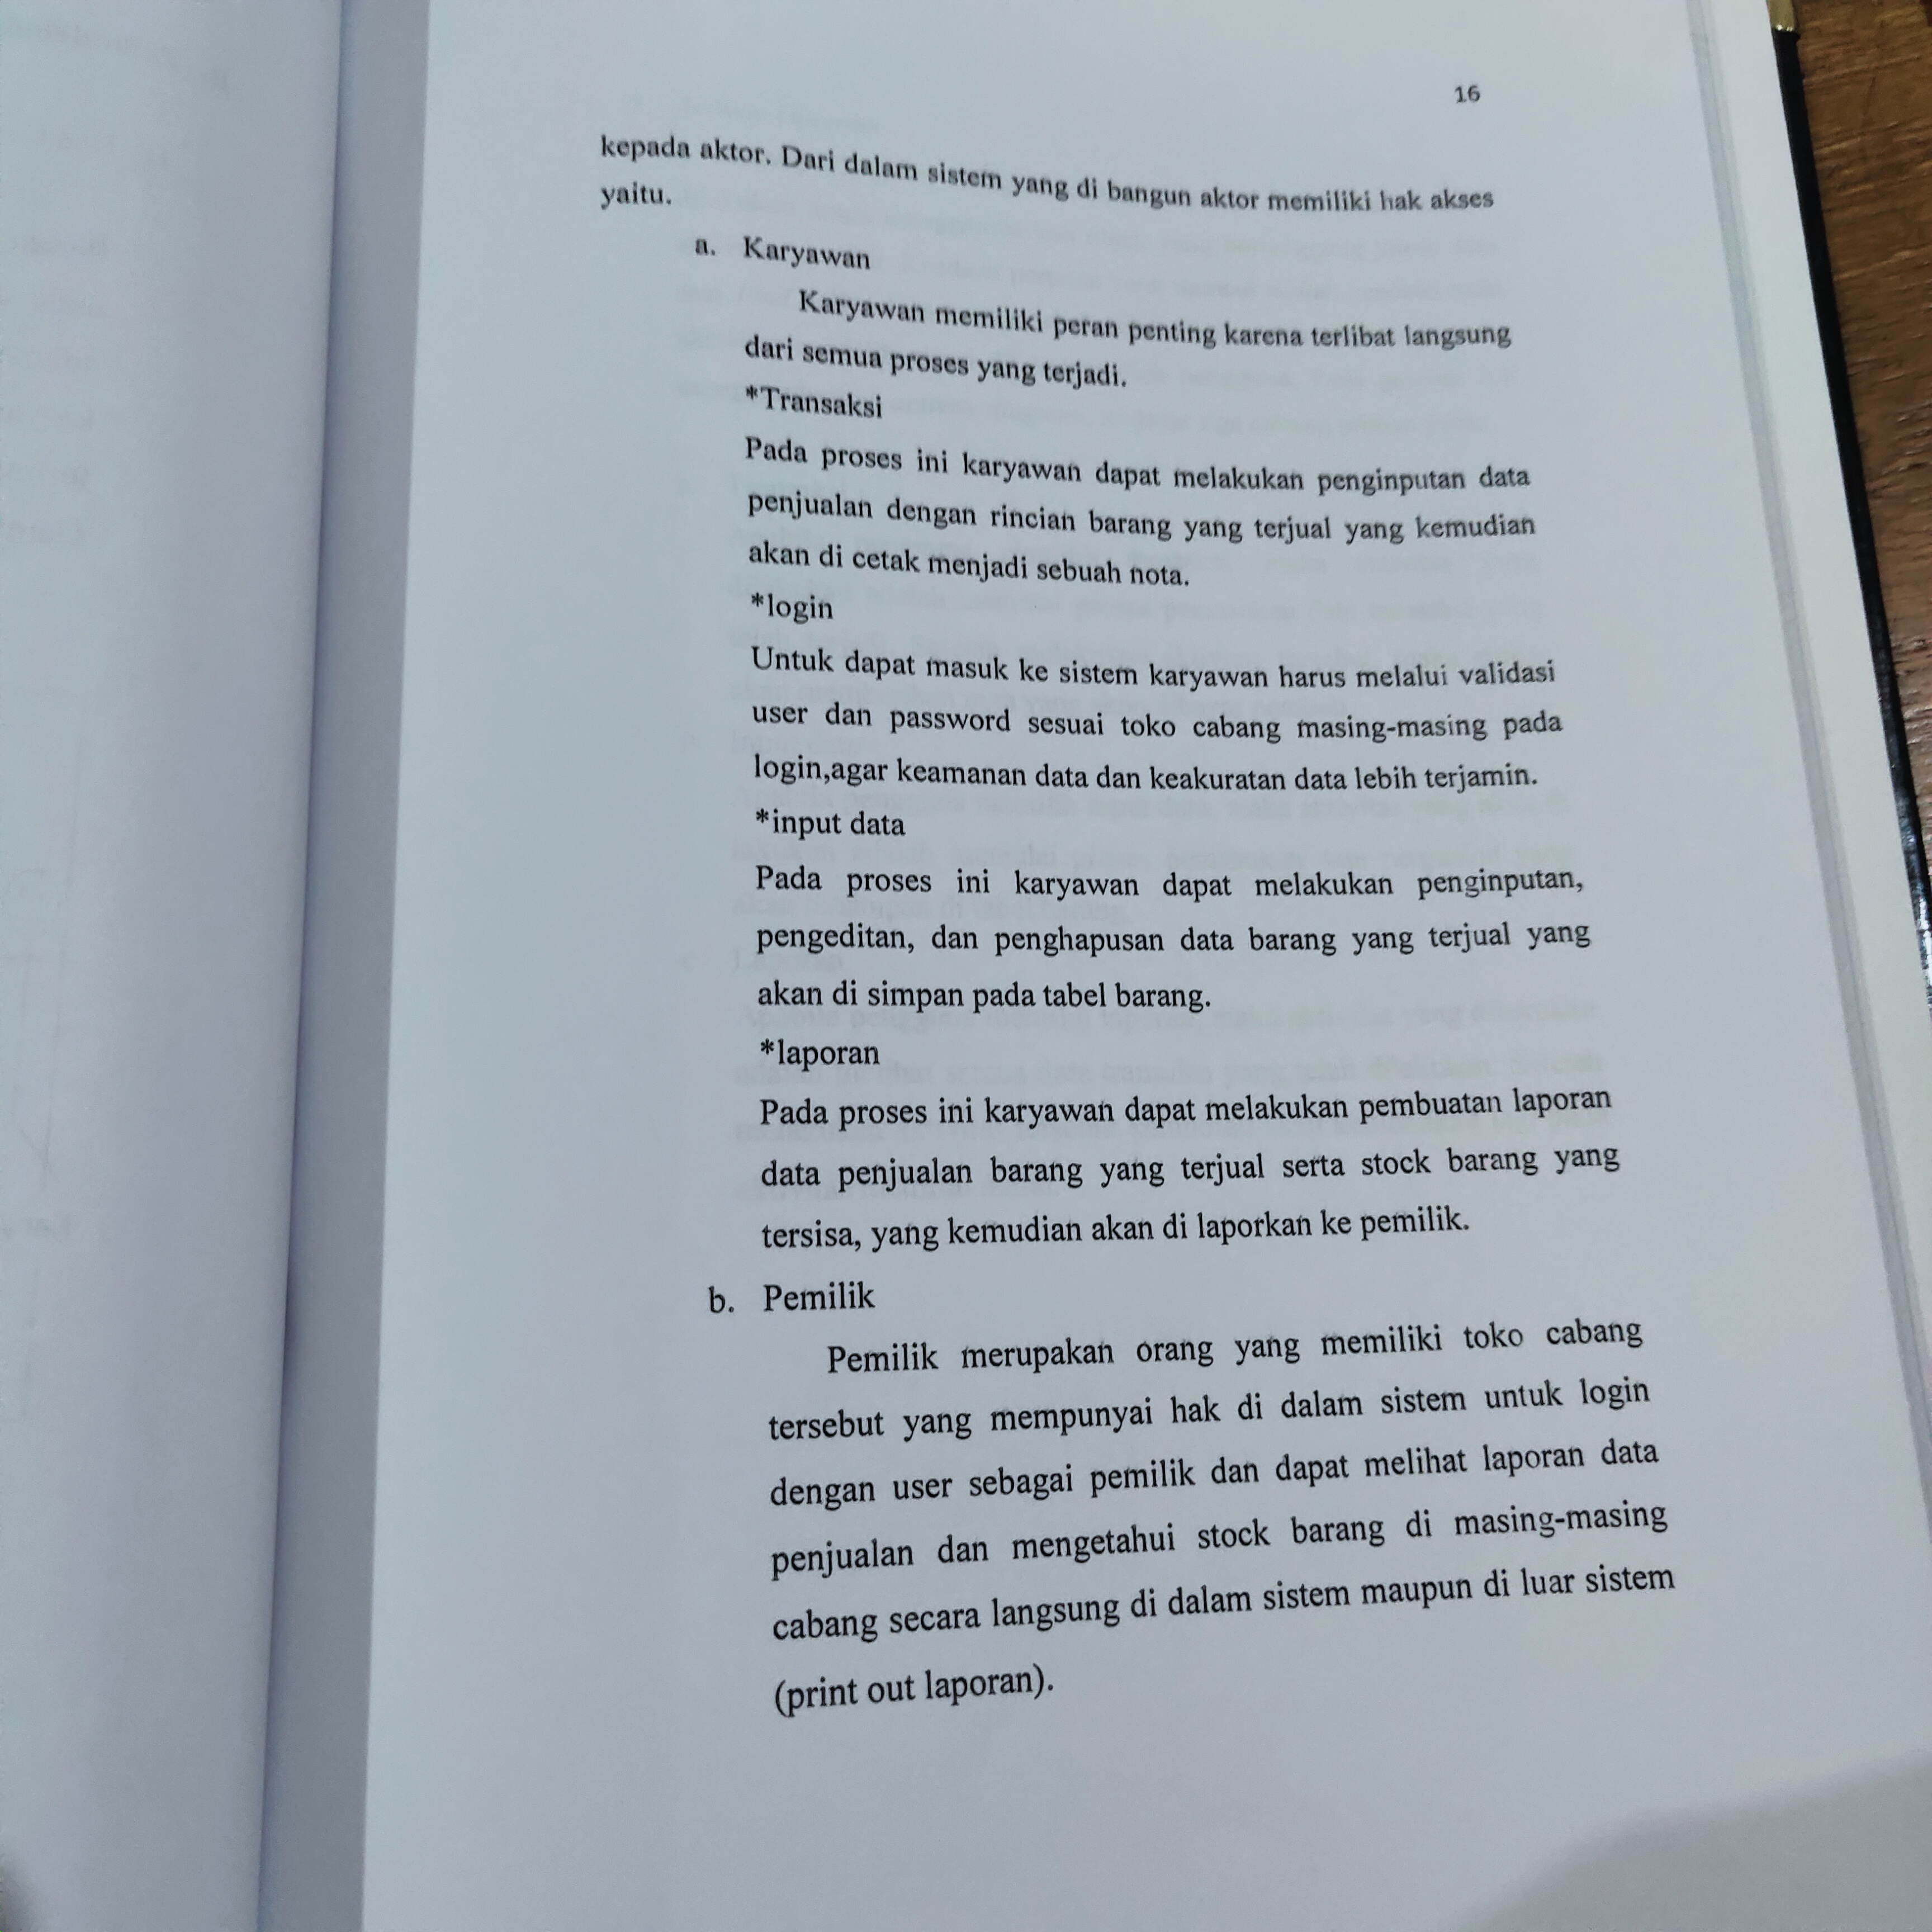 16
kepada aktor. Dari dalam sistem yang di bangun aktor memiliki hak akses
yaitu.
a. Karyawan
Karyawan memiliki peran penting karena terlibat langsung
dari semua proses yang terjadi.
*Transaksi
Pada proses ini karyawan dapat melakukan penginputan data
penjualan dengan rincian barang yang terjual yang kemudian
akan di cetak menjadi sebuah nota.
*login
Untuk dapat masuk ke sistem karyawan harus melalui validasi
user dan password sesuai toko cabang masing-masing pada
login,agar keamanan data dan keakuratan data lebih terjamin.
*input data
Pada proses ini karyawan dapat melakukan penginputan,
pengeditan, dan penghapusan data barang yang terjual yang
akan di simpan pada tabel barang.
*laporan
Pada proses ini karyawan dapat melakukan pembuatan laporan
data penjualan barang yang terjual serta stock barang yang
tersisa, yang kemudian akan di laporkan ke pemilik.
b. Pemilik
Pemilik merupakan orang yang memiliki toko cabang
tersebut yang mempunyai hak di dalam sistem untuk login
dengan user sebagai pemilik dan dapat melihat laporan data
penjualan dan mengetahui stock barang di masing-masing
cabang secara langsung di dalam sistem maupun di luar sistem
(print out laporan).